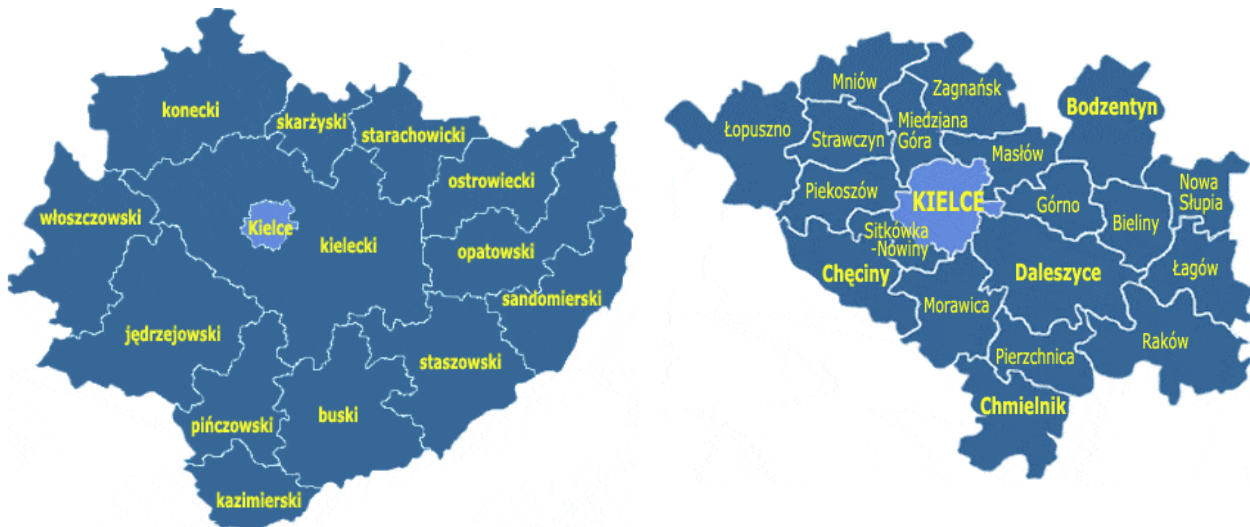 konecki
skarżyski
starachowicki
ostrowiecki
włoszczowski
Kielce
kielecki
opatowski
sandomierski
jędrzejowski
staszowski
pińczowski
buski
kazimierski
Mniów
Zagnańsk
Bodzentyn
Łopuszno
Strawczyn
Miedziana
Góra
Masłów
Piekoszów
KIELCE
Górno
Nowa
Słupia
Bieliny
Sitkówka
-Nowiny
Chęciny
Daleszyce
Łagów
Morawica
Pierzchnica
Raków
Chmielnik